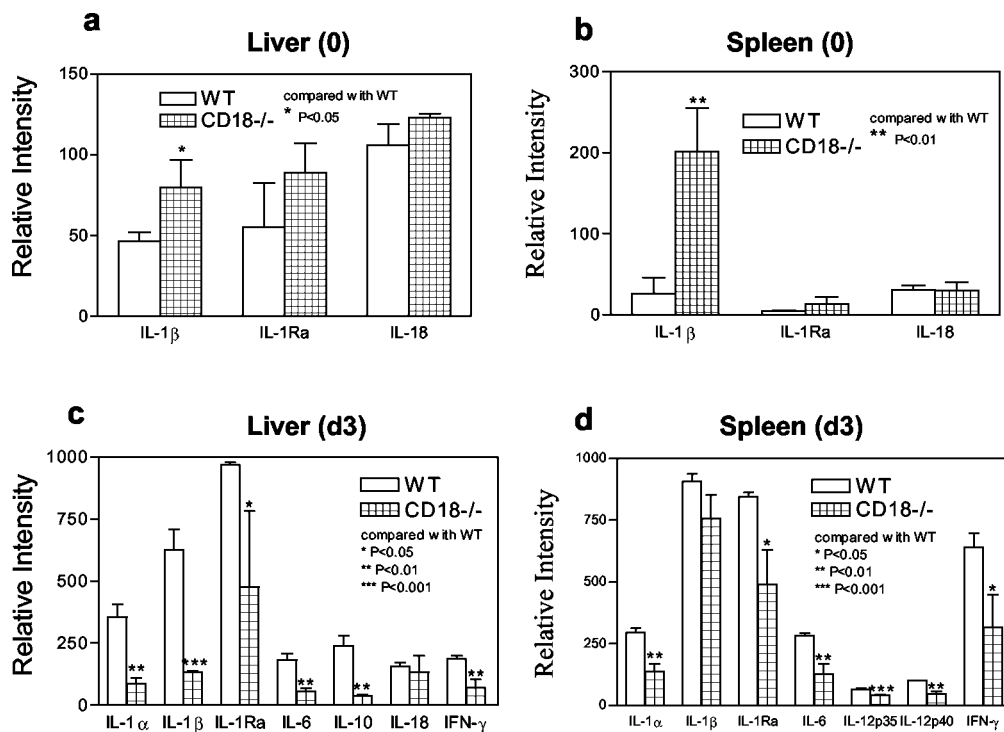 a
Liver (0)
Relative Intensity
150
100
50
0
WT
CD18-/-
compared with WT
* P<0.05
*
IL-1β
IL-1Ra
IL-18
b
Spleen (0)
Relative Intensity
300
200
100
0
**
WT
CD18-/-
compared with WT
** P<0.01
IL-1β
IL-1Ra
IL-18
c
Liver (d3)
Relative Intensity
1000
750
500
250
0
WT
CD18-/-
compared with WT
* P<0.05
** P<0.01
*** P<0.001
** *** * ** ** **
IL-1α IL-1β IL-1Ra IL-6 IL-10 IL-18 IFN-γ
d
Spleen (d3)
Relative Intensity
1000
750
500
250
0
WT
CD18-/-
compared with WT
* P<0.05
** P<0.01
*** P<0.001
** * ** *** ** *
IL-1α IL-1β IL-1Ra IL-6 IL-12p35 IL-12p40 IFN-γ